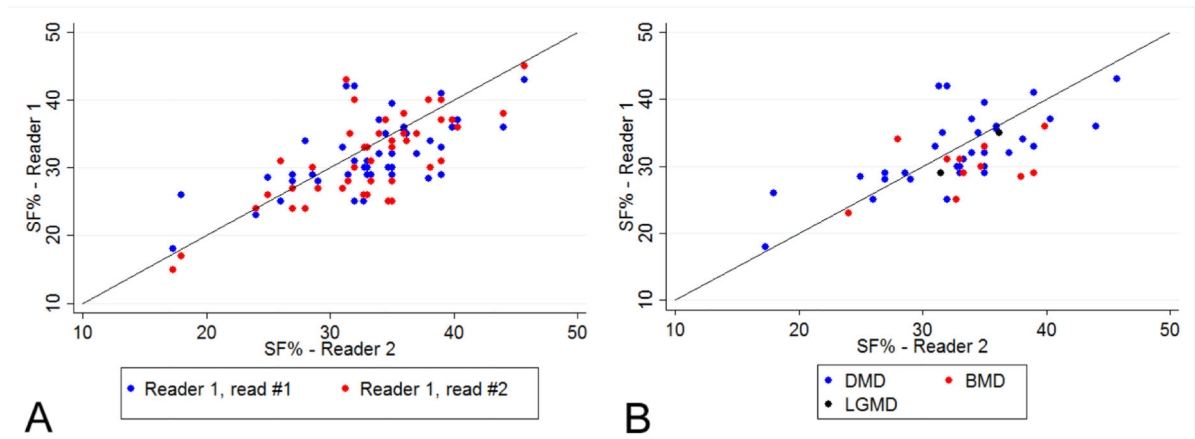 50
40
30
20
10
SF% - Reader 1
10 20 30 40 50
SF% - Reader 2
Reader 1, read #1 Reader 1, read #2
A
50
40
30
20
10
SF% - Reader 1
10 20 30 40 50
SF% - Reader 2
DMD BMD
LGMD
B